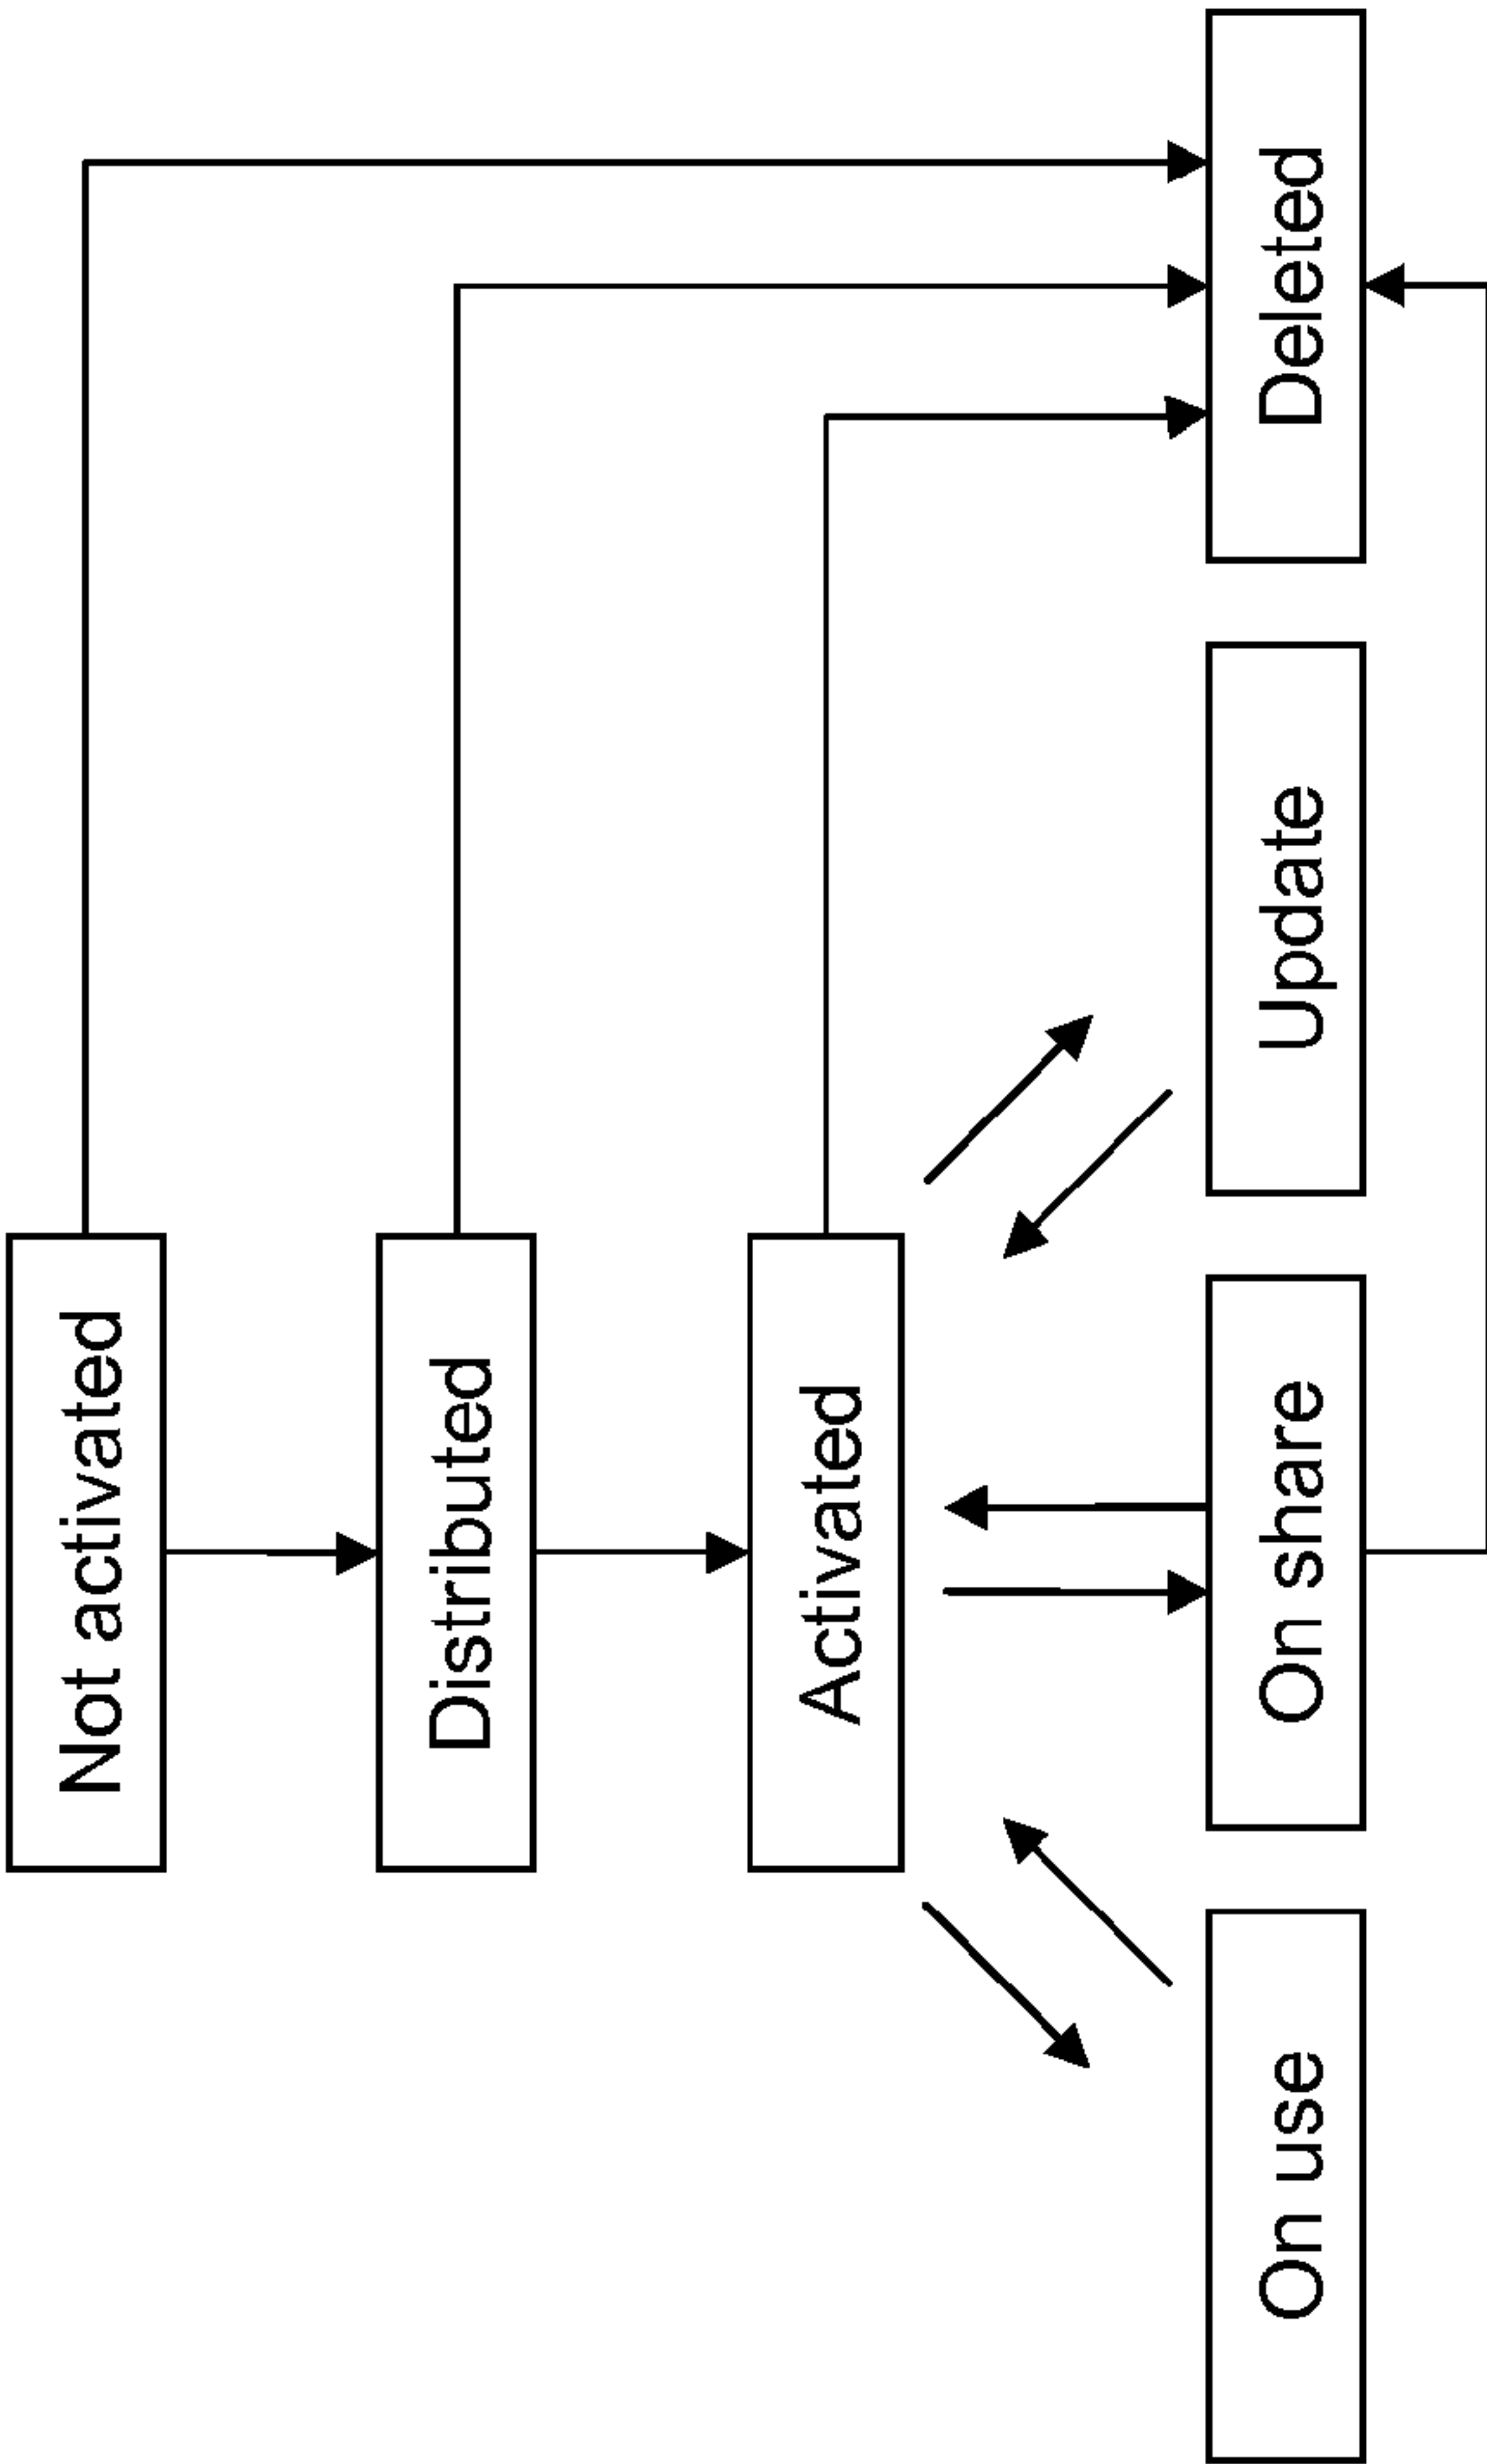 Not activated
Distributed
Activated
On use
On share
Update
Deleted